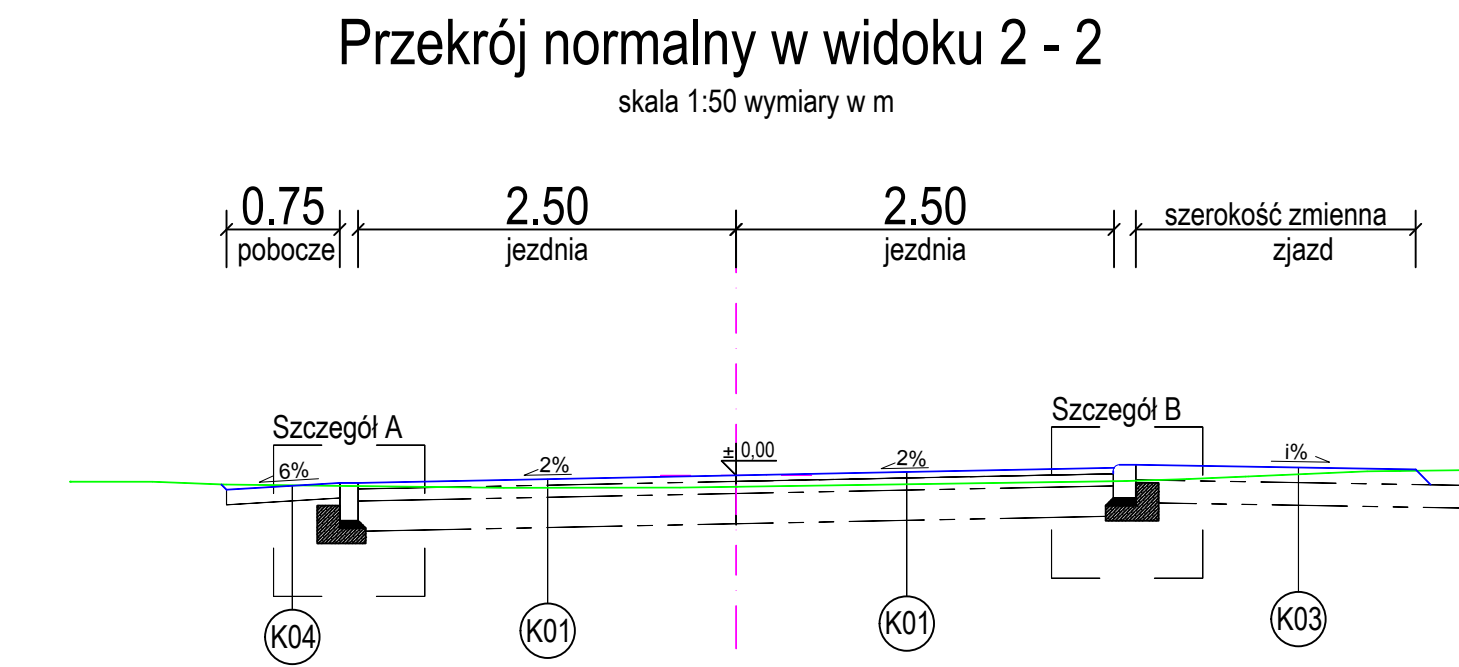 Przekrój normalny w widoku 2 - 2
skala 1:50 wymiary w m
0.75
2.50
2.50
szerokość zmienna
pobocze
jezdnia
jezdnia
zjazd
Szczegół A
Szczegół B
6%
2%
± 0,00
2%
i%
K04
K01
K01
K03